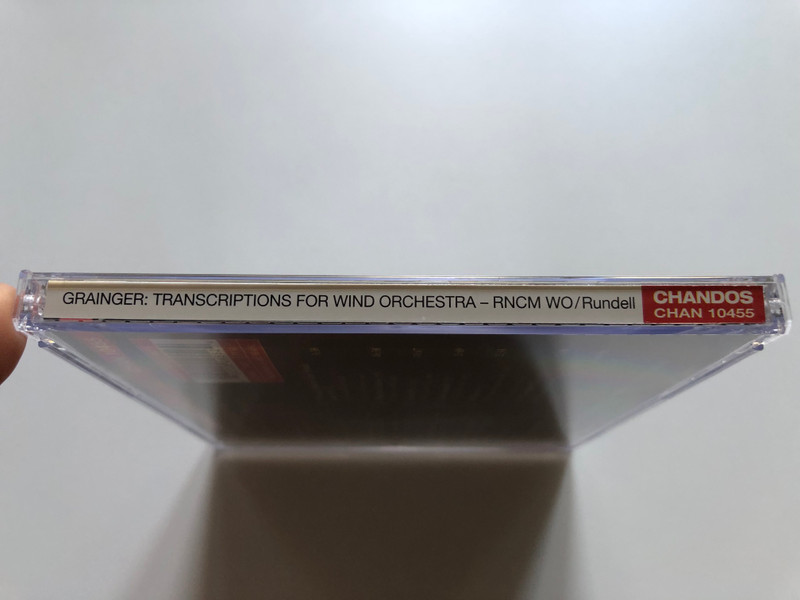 GRAINGER: TRANSCRIPTIONS FOR WIND ORCHESTRA – RNCM WO/Rundell
CHANDOS
CHAN 10455